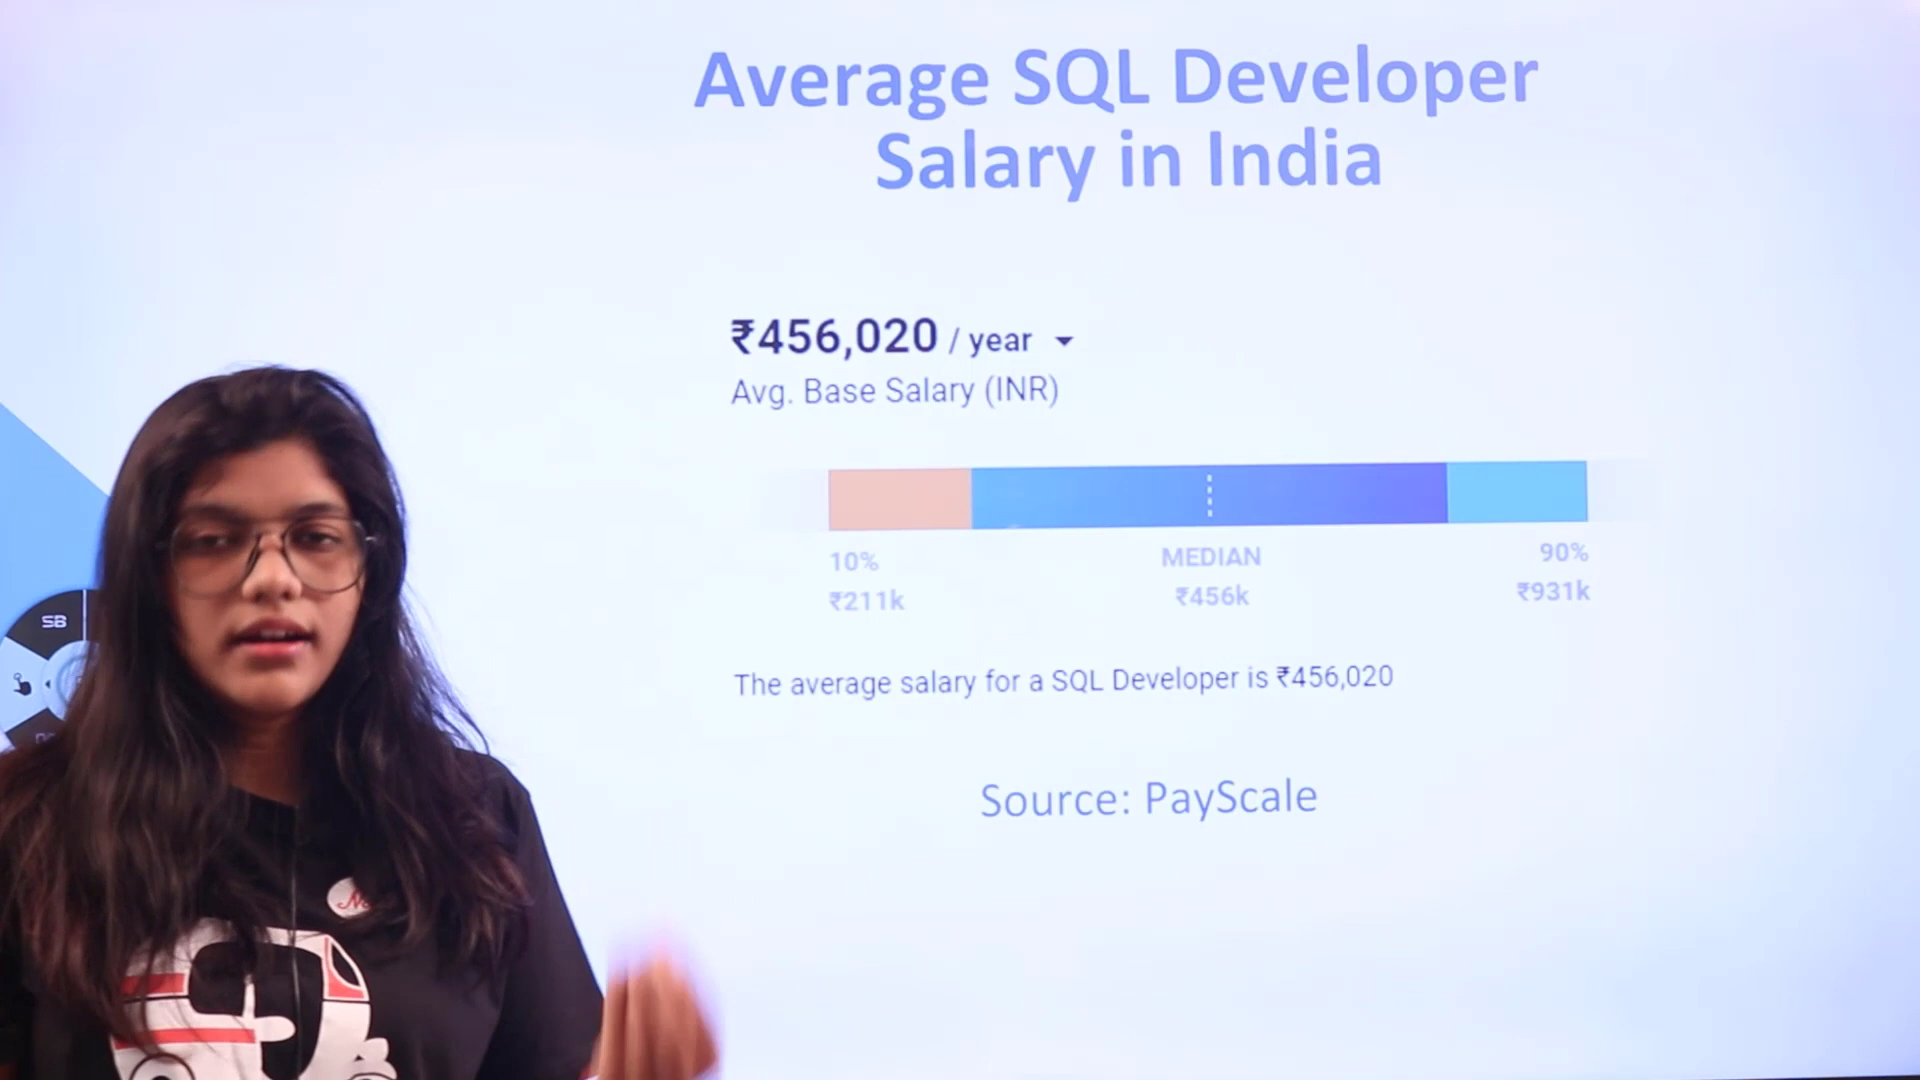 Average SQL Developer
Salary in India
₹456,020 / year
Avg. Base Salary (INR)
10%
MEDIAN
90%
₹211k
₹456k
₹931k
The average salary for a SQL Developer is ₹456,020
Source: PayScale
SB